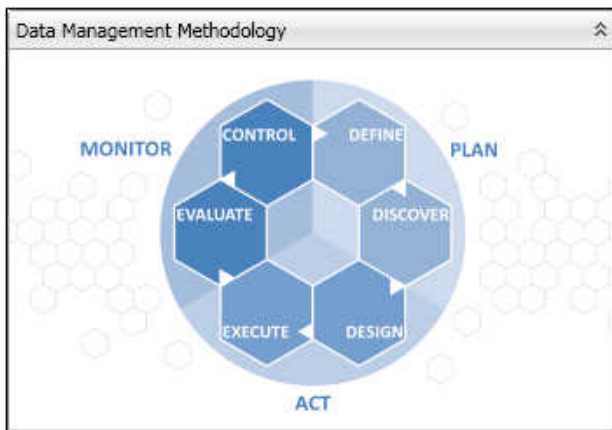 Data Management Methodology
CONTROL
DEFINE
MONITOR
PLAN
EVALUATE
DISCOVER
EXECUTE
DESIGN
ACT